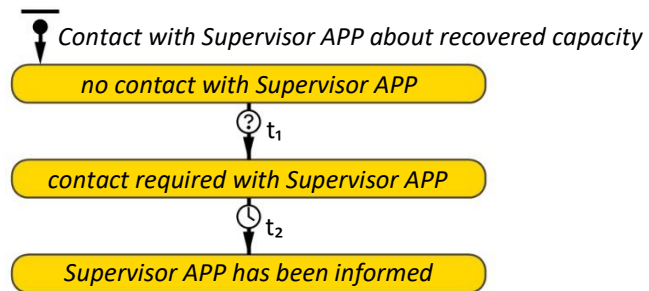 Contact with Supervisor APP about recovered capacity
no contact with Supervisor APP
? t₁
contact required with Supervisor APP
t₂
Supervisor APP has been informed